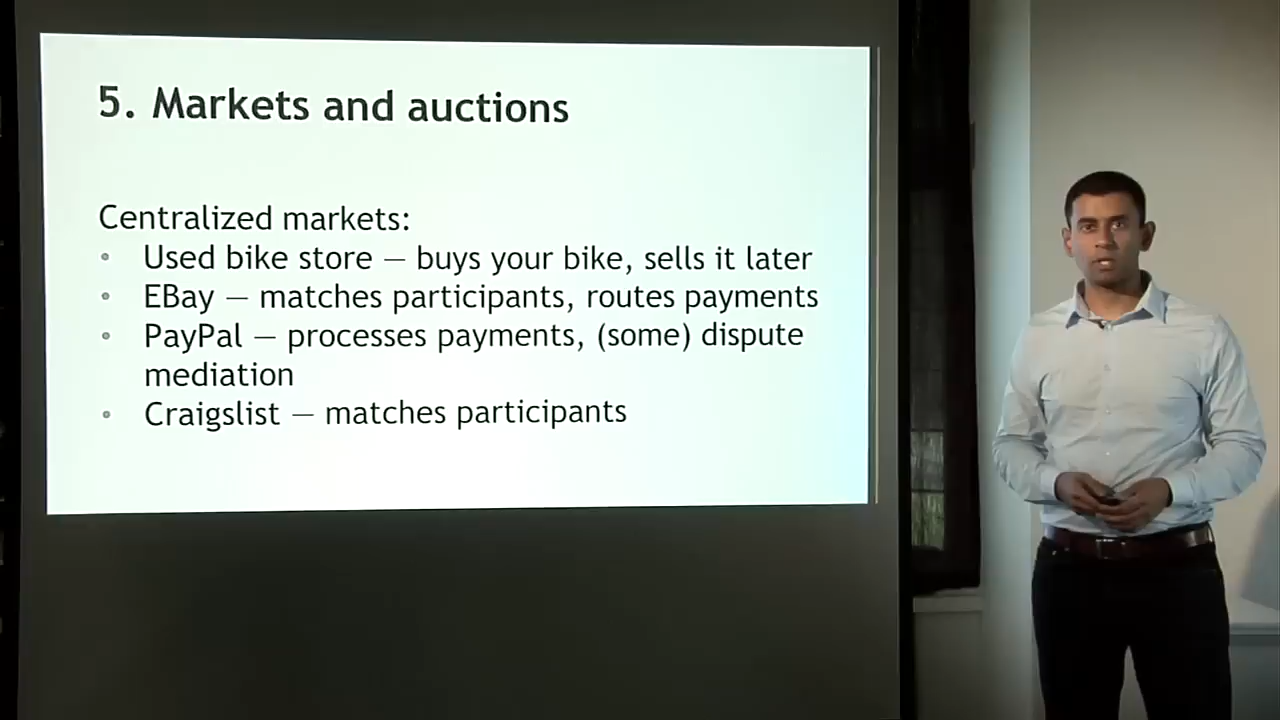 5. Markets and auctions
Centralized markets:
• Used bike store — buys your bike, sells it later
• EBay — matches participants, routes payments
• PayPal — processes payments, (some) dispute
mediation
• Craigslist — matches participants